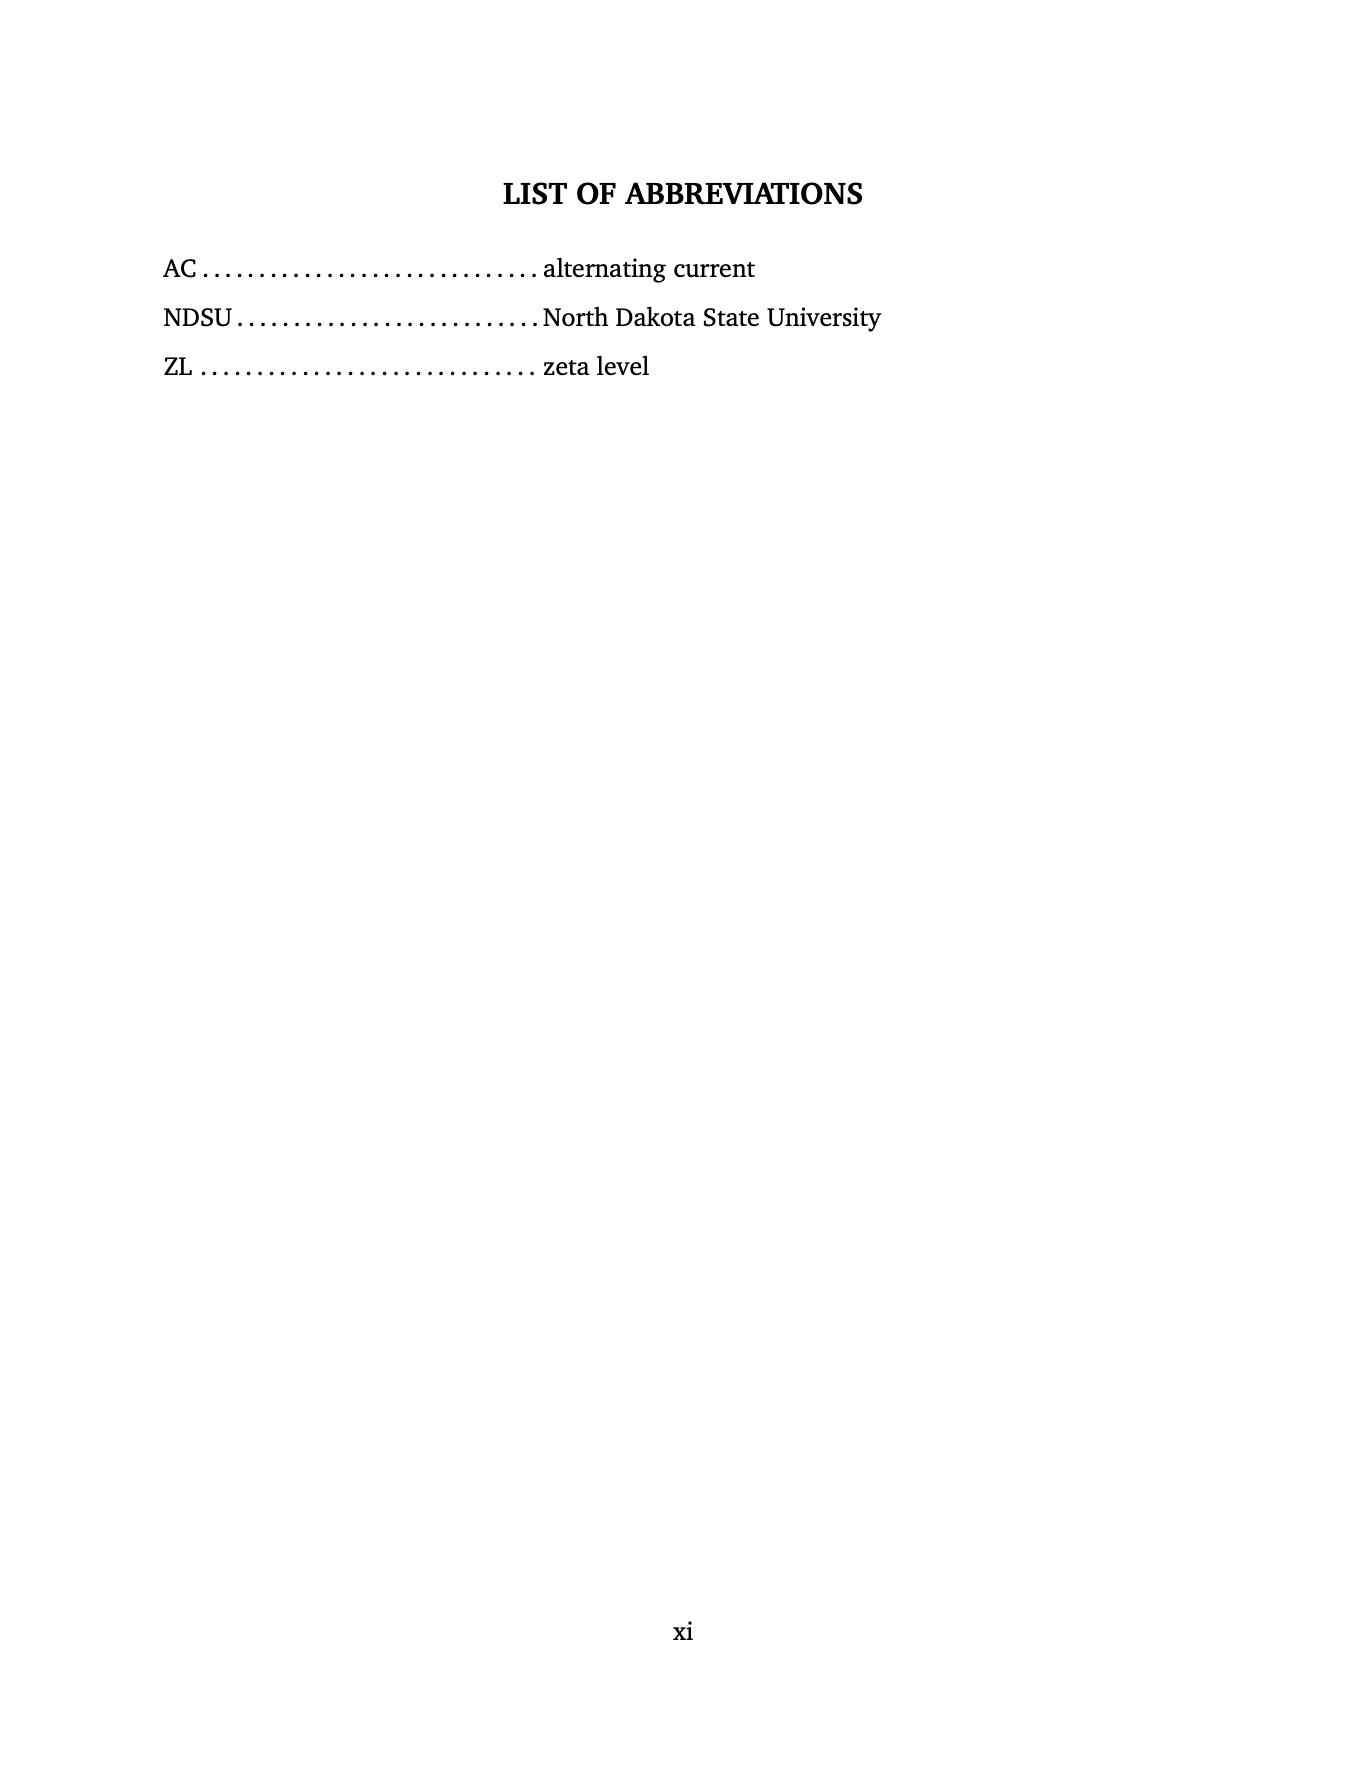 LIST OF ABBREVIATIONS
AC .............................. alternating current
NDSU ........................... North Dakota State University
ZL .............................. zeta level
xi